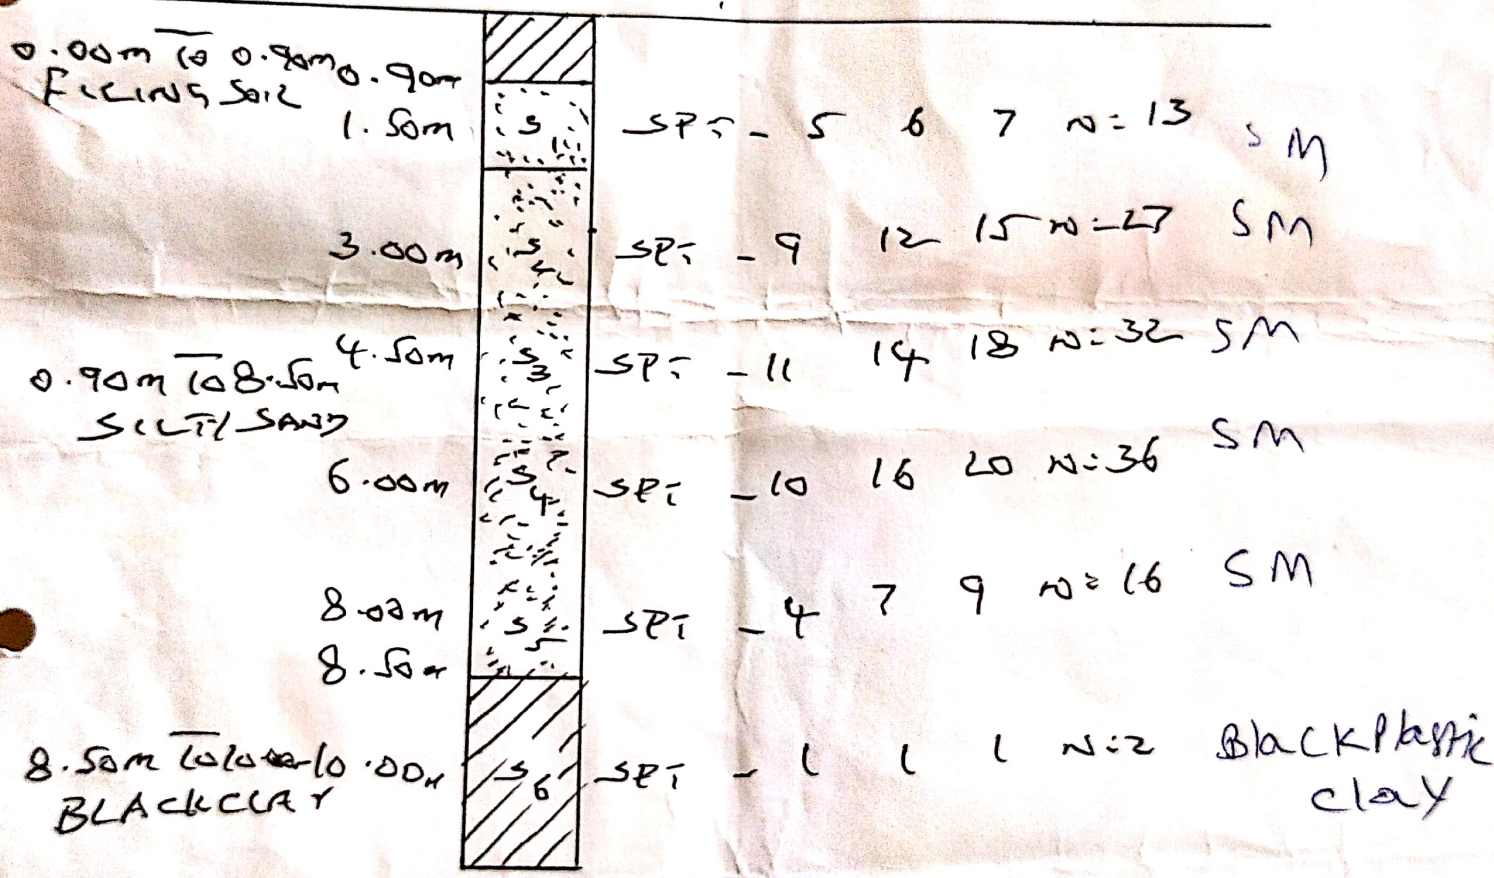 0.00m To 0.90m 0.90m
FILING SOIL
1.50m S1 SPT - 5 6 7 N=13 SM
3.00m S2 SPT - 9 12 15 N=27 SM
4.50m S3 SPT - 11 14 18 N=32 SM
0.90m To 8.50m
SILTY SAND
6.00m S4 SPT - 10 16 20 N=36 SM
8.00m S5 SPT - 4 7 9 N=16 SM
8.50m
8.50m To 10.00m
BLACK CLAY
S6 SPT - 1 1 1 N=2 Black Plastic
clay